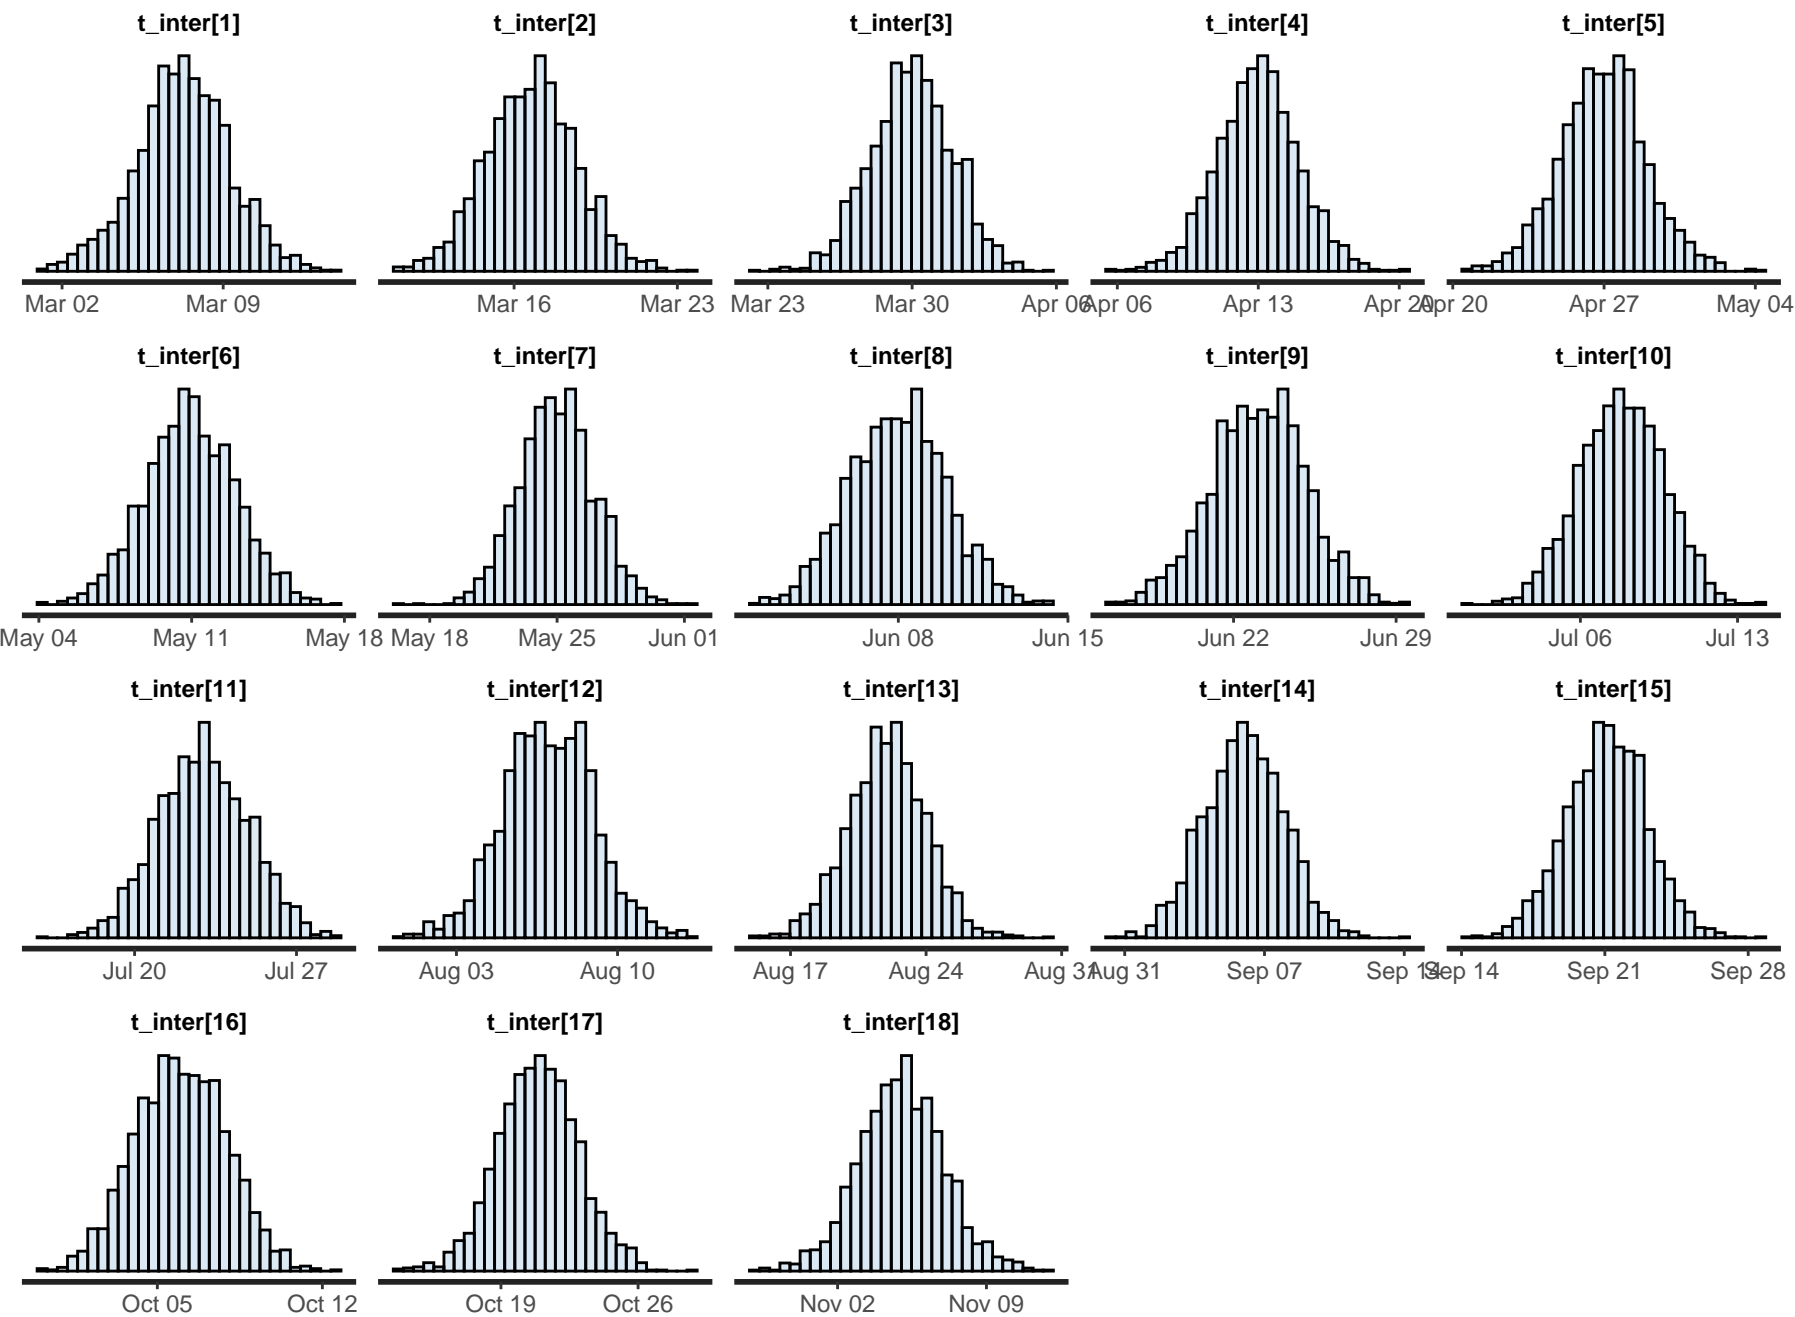 t_inter[1] t_inter[2] t_inter[3] t_inter[4] t_inter[5]
Mar 02 Mar 09 Mar 16 Mar 23 Mar 23 Mar 30 Apr 06 Apr 06 Apr 13 Apr 20 Apr 20 Apr 27 May 04
t_inter[6] t_inter[7] t_inter[8] t_inter[9] t_inter[10]
May 04 May 11 May 18 May 18 May 25 Jun 01 Jun 08 Jun 15 Jun 22 Jun 29 Jul 06 Jul 13
t_inter[11] t_inter[12] t_inter[13] t_inter[14] t_inter[15]
Jul 20 Jul 27 Aug 03 Aug 10 Aug 17 Aug 24 Aug 31 Aug 31 Sep 07 Sep 14 Sep 14 Sep 21 Sep 28
t_inter[16] t_inter[17] t_inter[18]
Oct 05 Oct 12 Oct 19 Oct 26 Nov 02 Nov 09